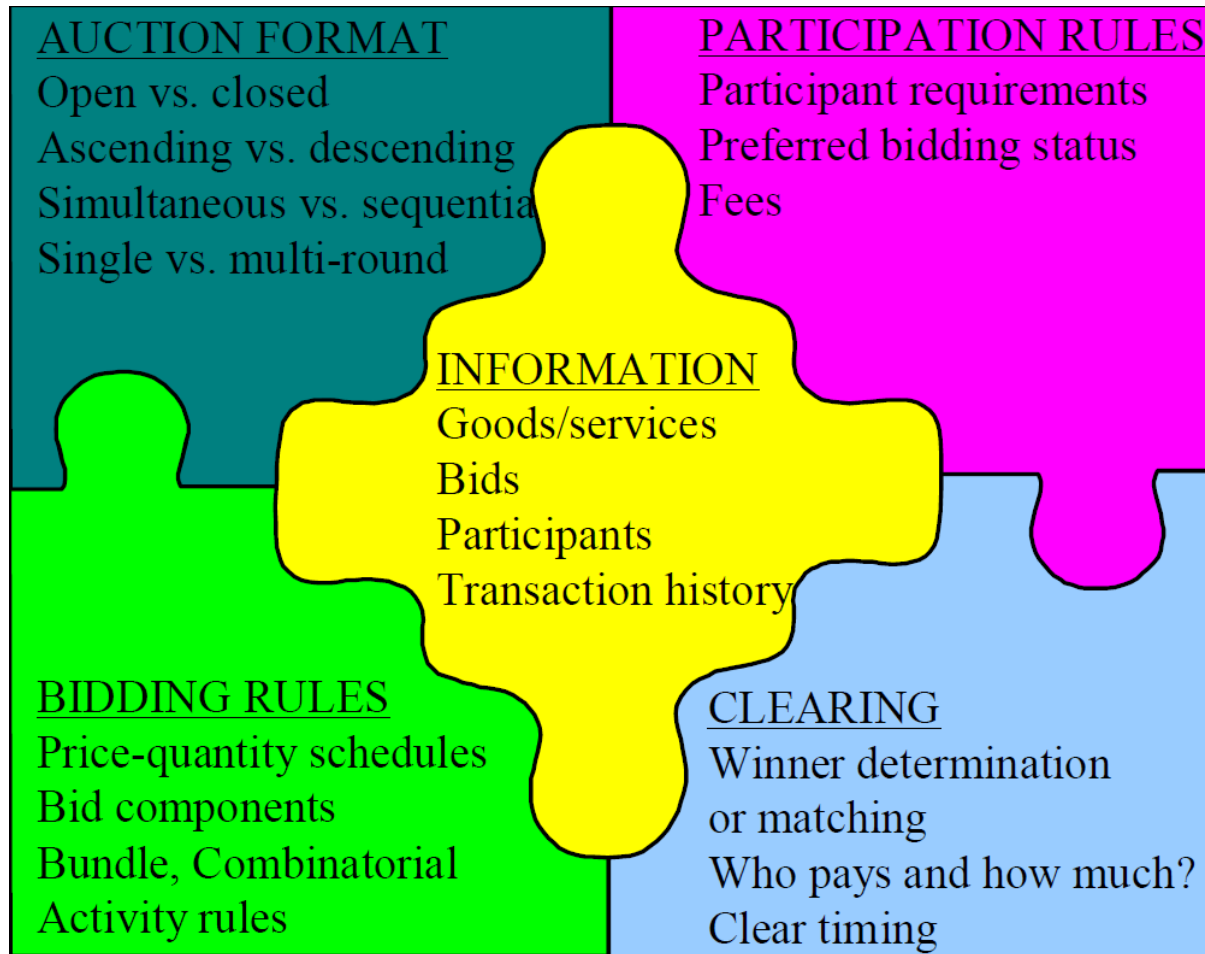 AUCTION FORMAT
Open vs. closed
Ascending vs. descending
Simultaneous vs. sequentia
Single vs. multi-round
PARTICIPATION RULES
Participant requirements
Preferred bidding status
Fees
INFORMATION
Goods/services
Bids
Participants
Transaction history
BIDDING RULES
Price-quantity schedules
Bid components
Bundle, Combinatorial
Activity rules
CLEARING
Winner determination
or matching
Who pays and how much?
Clear timing